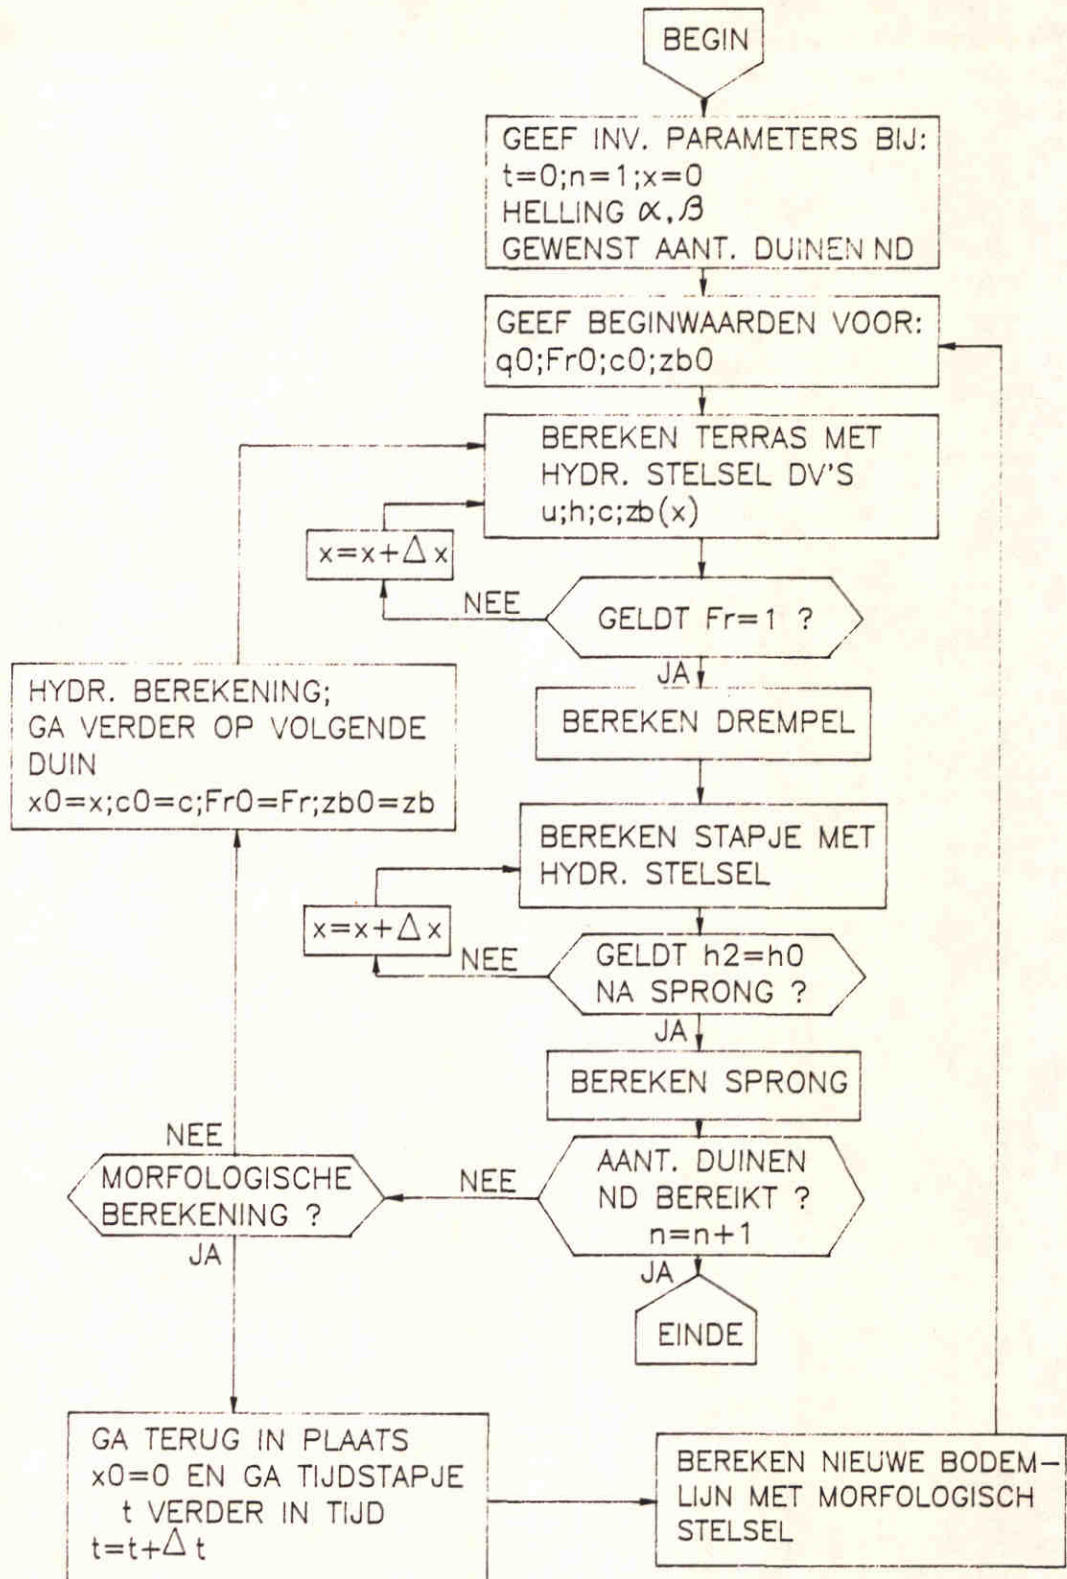 BEGIN
GEEF INV. PARAMETERS BIJ:
t=0;n=1;x=0
HELLING α,β
GEWENST AANT. DUINEN ND
GEEF BEGINWAARDEN VOOR:
q0;Fr0;c0;zb0
BEREKEN TERRAS MET
HYDR. STELSEL DV'S
u;h;c;zb(x)
x=x+Δx
NEE
GELDT Fr=1 ?
JA
HYDR. BEREKENING;
GA VERDER OP VOLGENDE
DUIN
x0=x;c0=c;Fr0=Fr;zb0=zb
BEREKEN DREMPEL
BEREKEN STAPJE MET
HYDR. STELSEL
x=x+Δx
NEE
GELDT h2=h0
NA SPRONG ?
JA
BEREKEN SPRONG
NEE
MORFOLOGISCHE
BEREKENING ?
JA
NEE
AANT. DUINEN
ND BEREIKT ?
n=n+1
JA
EINDE
GA TERUG IN PLAATS
x0=0 EN GA TIJDSTAPJE
t VERDER IN TIJD
t=t+Δt
BEREKEN NIEUWE BODEM-
LIJN MET MORFOLOGISCH
STELSEL